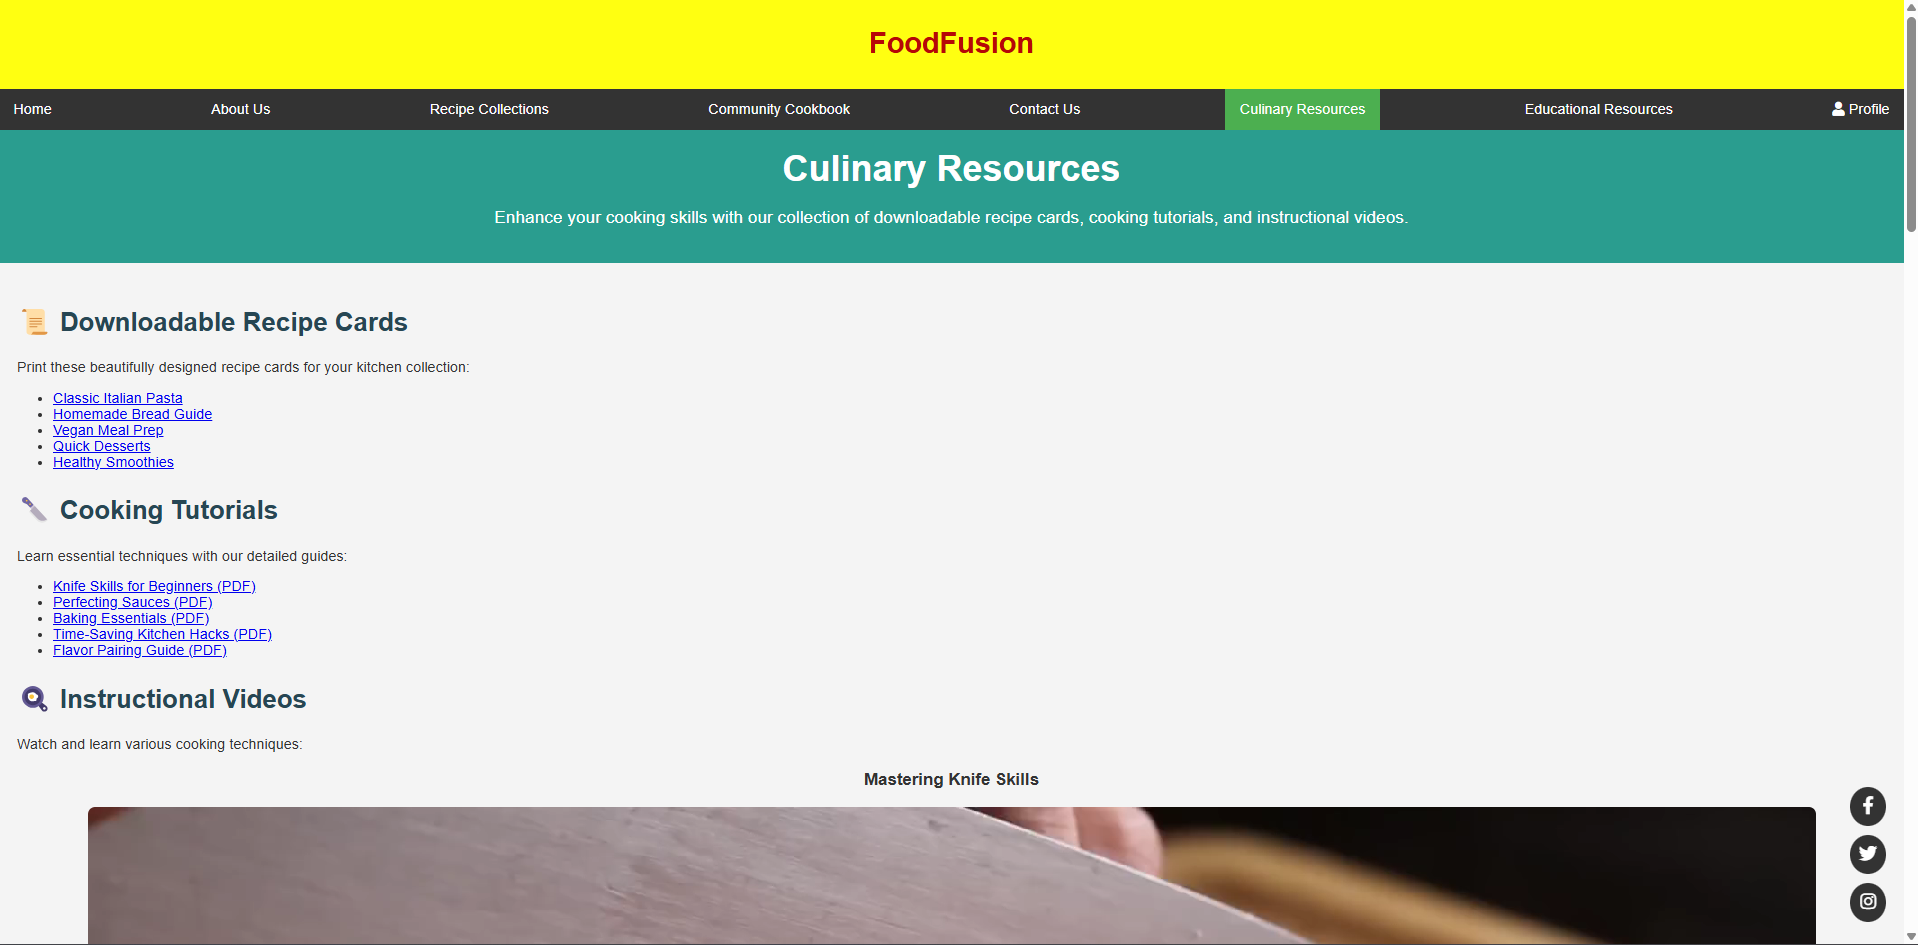 FoodFusion
Home About Us Recipe Collections Community Cookbook Contact Us Culinary Resources Educational Resources Profile
Culinary Resources
Enhance your cooking skills with our collection of downloadable recipe cards, cooking tutorials, and instructional videos.
Downloadable Recipe Cards
Print these beautifully designed recipe cards for your kitchen collection:
Classic Italian Pasta
Homemade Bread Guide
Vegan Meal Prep
Quick Desserts
Healthy Smoothies
Cooking Tutorials
Learn essential techniques with our detailed guides:
Knife Skills for Beginners (PDF)
Perfecting Sauces (PDF)
Baking Essentials (PDF)
Time-Saving Kitchen Hacks (PDF)
Flavor Pairing Guide (PDF)
Instructional Videos
Watch and learn various cooking techniques:
Mastering Knife Skills